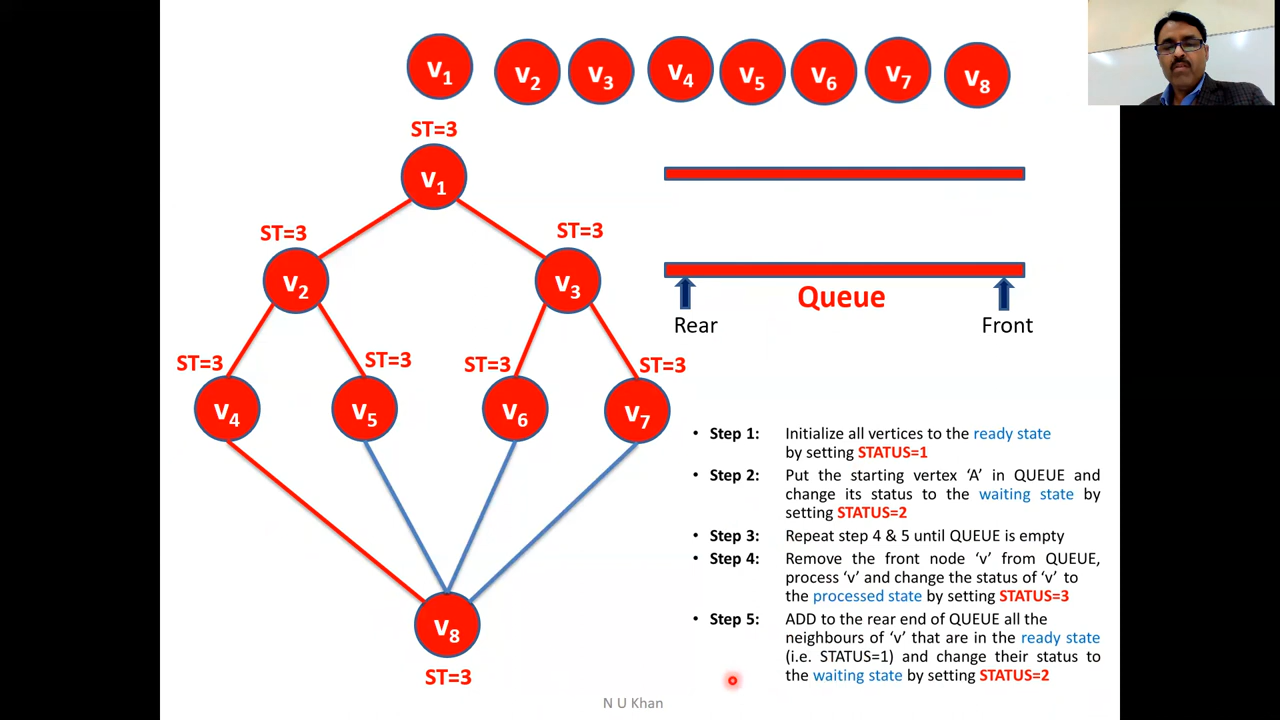 v1 v2 v3 v4 v5 v6 v7 v8
ST=3
v1
ST=3 ST=3
v2 v3
ST=3 ST=3 ST=3 ST=3
v4 v5 v6 v7
v8
ST=3
Queue
Rear Front
• Step 1: Initialize all vertices to the ready state
by setting STATUS=1
• Step 2: Put the starting vertex ‘A’ in QUEUE and
change its status to the waiting state by
setting STATUS=2
• Step 3: Repeat step 4 & 5 until QUEUE is empty
• Step 4: Remove the front node ‘v’ from QUEUE,
process ‘v’ and change the status of ‘v’ to
the processed state by setting STATUS=3
• Step 5: ADD to the rear end of QUEUE all the
neighbours of ‘v’ that are in the ready state
(i.e. STATUS=1) and change their status to
the waiting state by setting STATUS=2
N U Khan